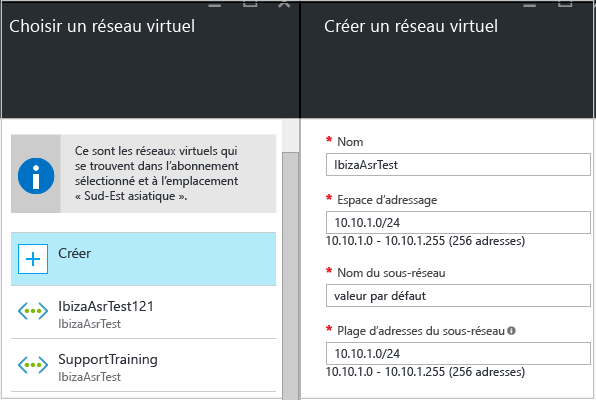 Choisir un réseau virtuel
Ce sont les réseaux virtuels qui
se trouvent dans l'abonnement
sélectionné et à l'emplacement
« Sud-Est asiatique ».
Créer
IbizaAsrTest121
IbizaAsrTest
SupportTraining
IbizaAsrTest
Créer un réseau virtuel
* Nom
IbizaAsrTest
* Espace d'adressage
10.10.1.0/24
10.10.1.0 - 10.10.1.255 (256 adresses)
* Nom du sous-réseau
valeur par défaut
* Plage d'adresses du sous-réseau
10.10.1.0/24
10.10.1.0 - 10.10.1.255 (256 adresses)